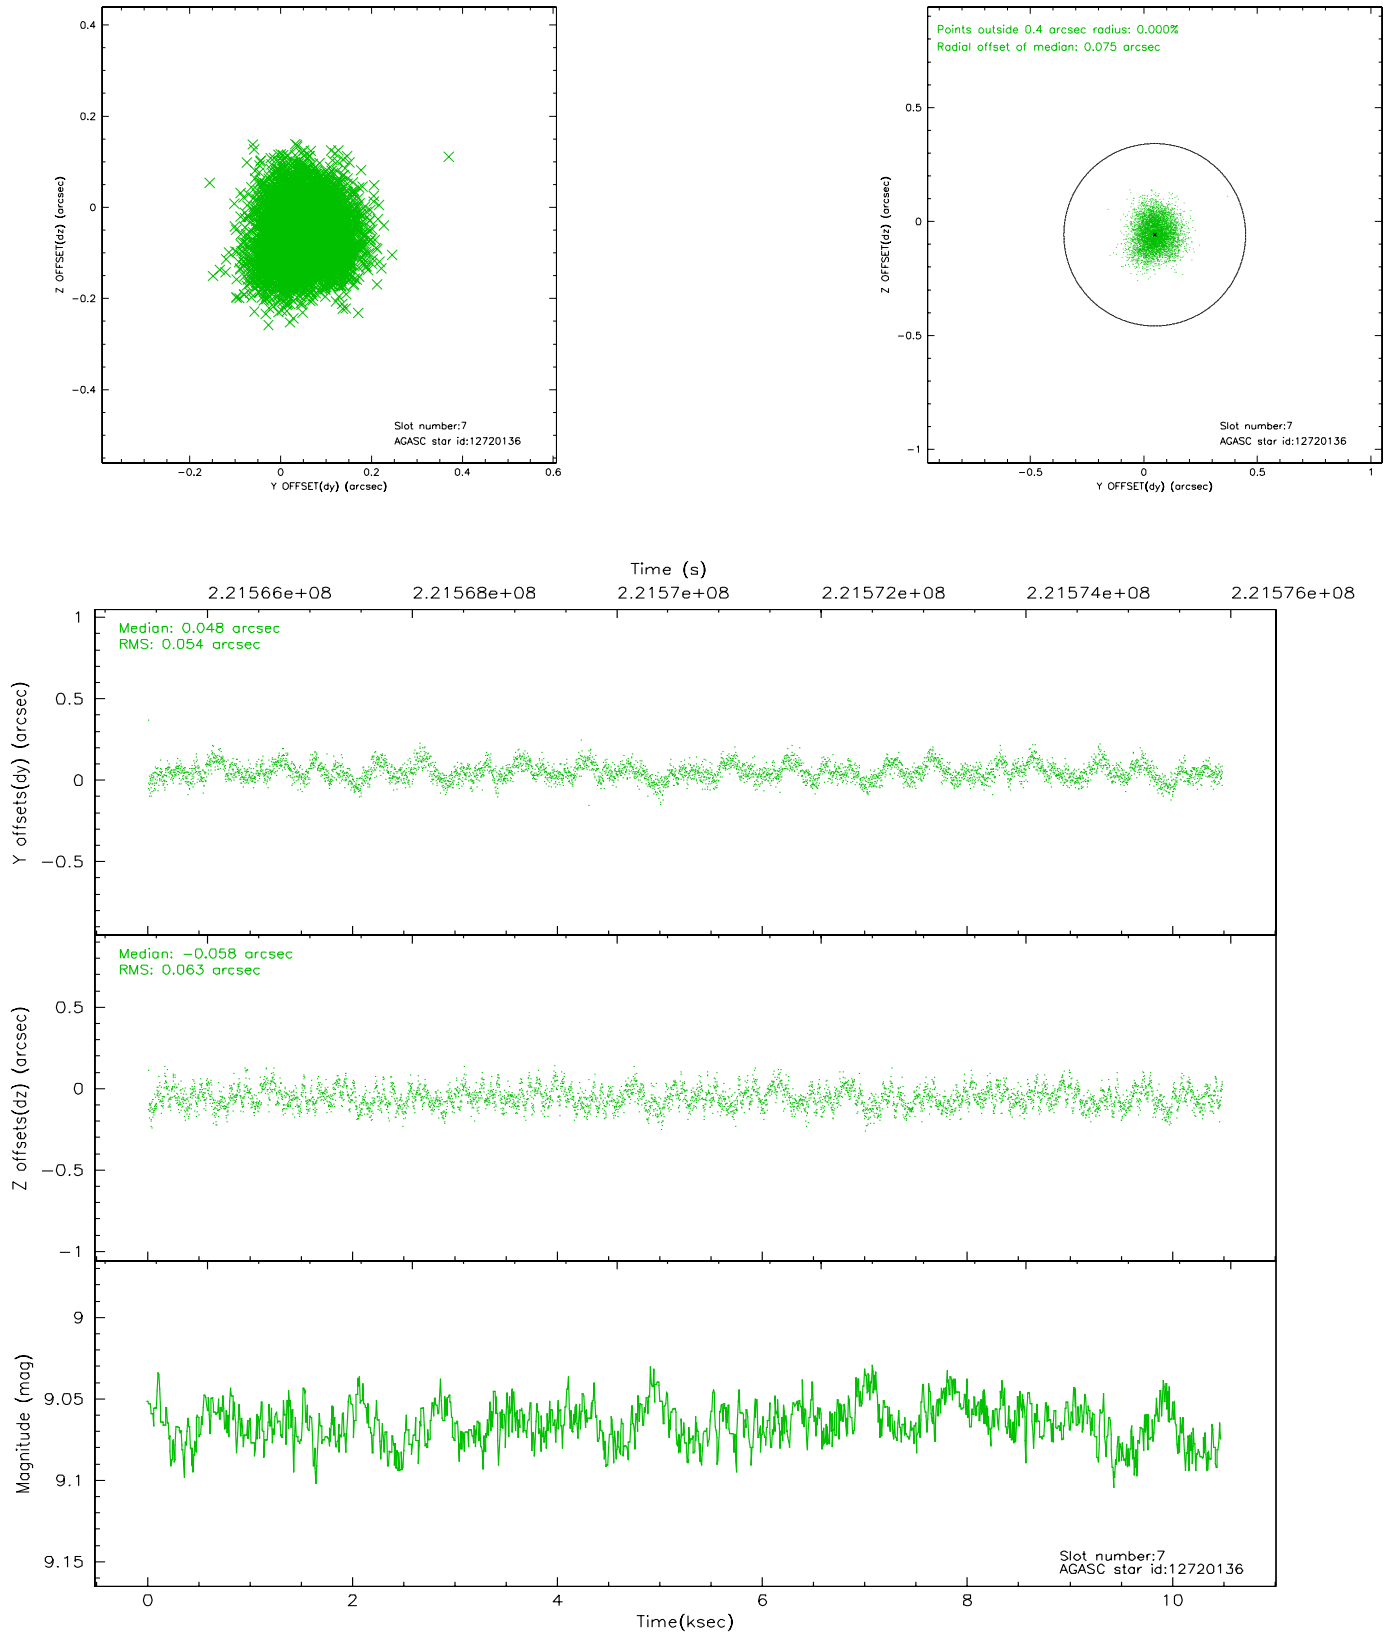 0.4
0.2
0
−0.2
−0.4
Z OFFSET(dz) (arcsec)
Slot number:7
AGASC star id:12720136
−0.2 0 0.2 0.4 0.6
Y OFFSET(dy) (arcsec)
Points outside 0.4 arcsec radius: 0.000%
Radial offset of median: 0.075 arcsec
0.5
0
−0.5
−1
Z OFFSET(dz) (arcsec)
Slot number:7
AGASC star id:12720136
−0.5 0 0.5 1
Y OFFSET(dy) (arcsec)
Time (s)
2.21566e+08 2.21568e+08 2.2157e+08 2.21572e+08 2.21574e+08 2.21576e+08
Median: 0.048 arcsec
RMS: 0.054 arcsec
1
0.5
0
−0.5
Y offsets(dy) (arcsec)
Median: −0.058 arcsec
RMS: 0.063 arcsec
0.5
0
−0.5
−1
Z offsets(dz) (arcsec)
9
9.05
9.1
9.15
Magnitude (mag)
Slot number:7
AGASC star id:12720136
0 2 4 6 8 10
Time(ksec)